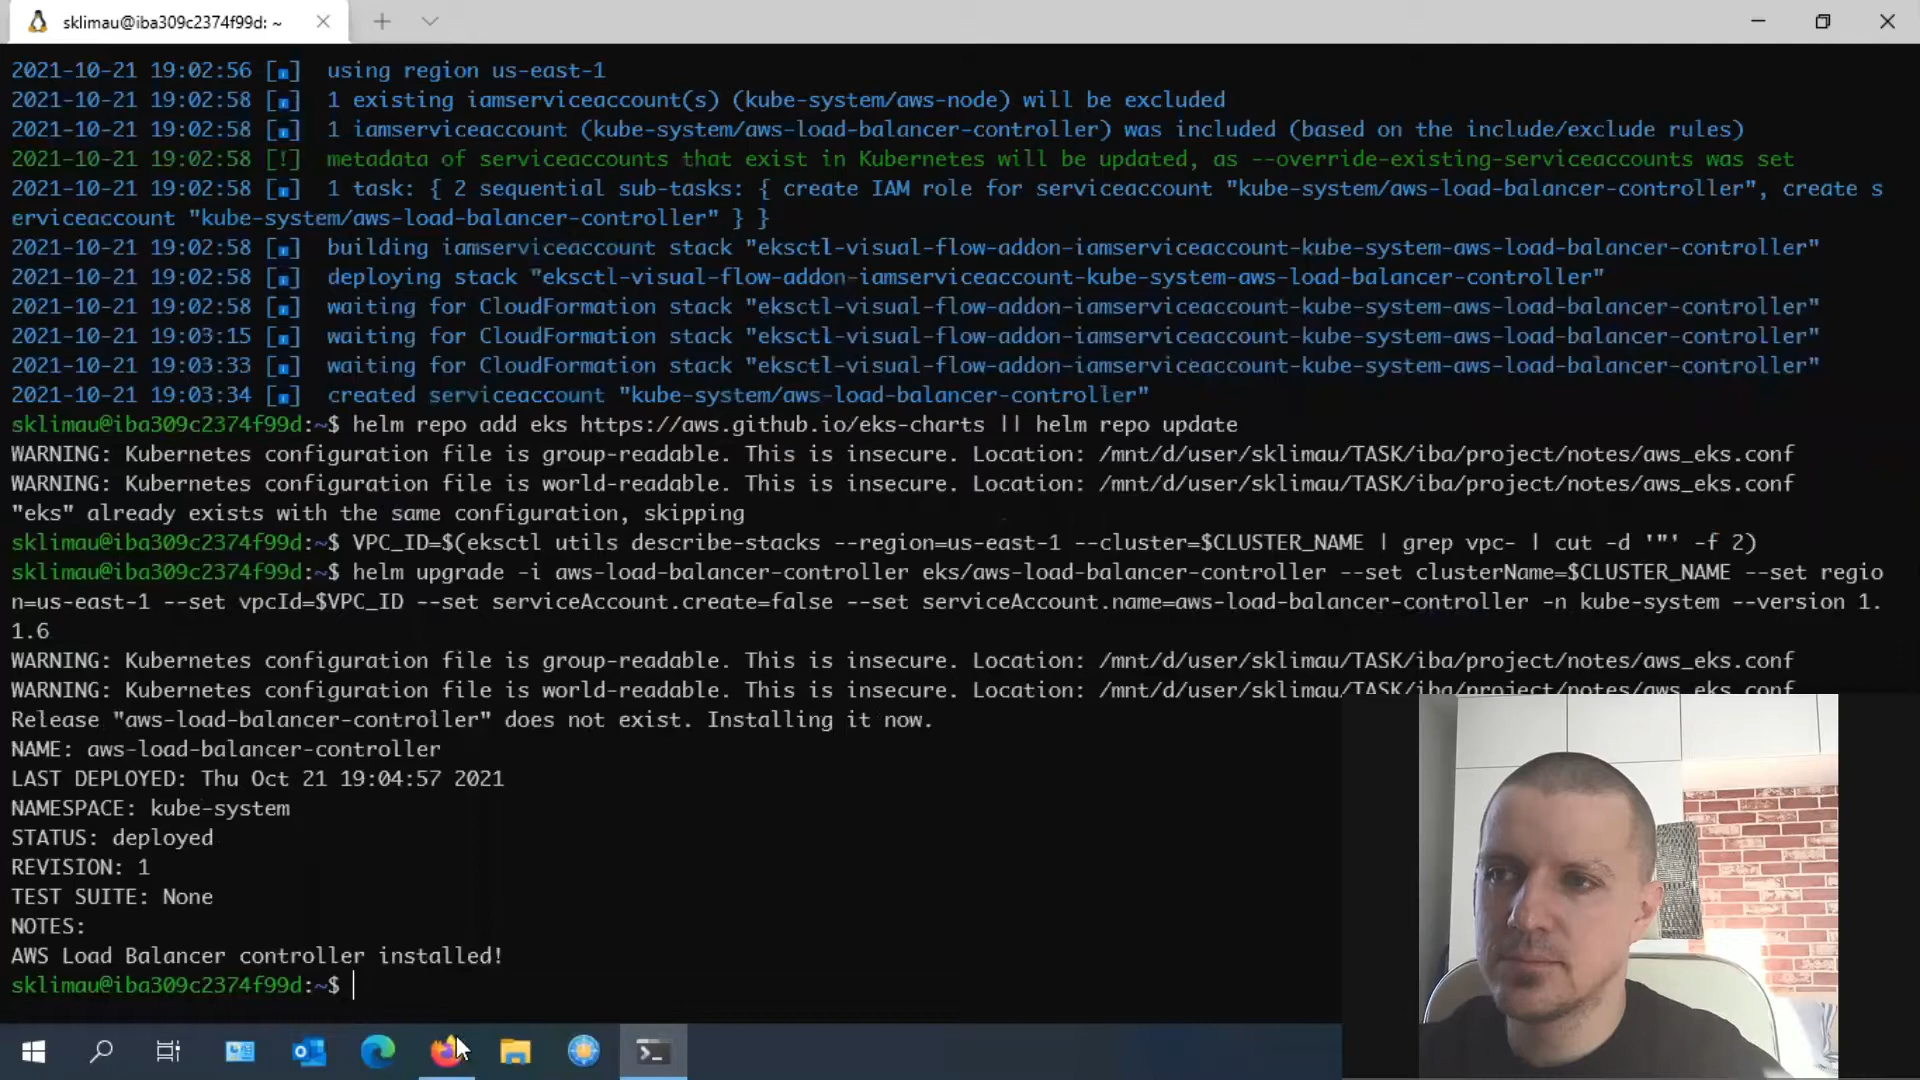 sklimau@iba309c2374f99d: ~
2021-10-21 19:02:56 [ℹ]  using region us-east-1
2021-10-21 19:02:58 [ℹ]  1 existing iamserviceaccount(s) (kube-system/aws-node) will be excluded
2021-10-21 19:02:58 [ℹ]  1 iamserviceaccount (kube-system/aws-load-balancer-controller) was included (based on the include/exclude rules)
2021-10-21 19:02:58 [!]  metadata of serviceaccounts that exist in Kubernetes will be updated, as --override-existing-serviceaccounts was set
2021-10-21 19:02:58 [ℹ]  1 task: { 2 sequential sub-tasks: { create IAM role for serviceaccount "kube-system/aws-load-balancer-controller", create s
erviceaccount "kube-system/aws-load-balancer-controller" } }
2021-10-21 19:02:58 [ℹ]  building iamserviceaccount stack "eksctl-visual-flow-addon-iamserviceaccount-kube-system-aws-load-balancer-controller"
2021-10-21 19:02:58 [ℹ]  deploying stack "eksctl-visual-flow-addon-iamserviceaccount-kube-system-aws-load-balancer-controller"
2021-10-21 19:02:58 [ℹ]  waiting for CloudFormation stack "eksctl-visual-flow-addon-iamserviceaccount-kube-system-aws-load-balancer-controller"
2021-10-21 19:03:15 [ℹ]  waiting for CloudFormation stack "eksctl-visual-flow-addon-iamserviceaccount-kube-system-aws-load-balancer-controller"
2021-10-21 19:03:33 [ℹ]  waiting for CloudFormation stack "eksctl-visual-flow-addon-iamserviceaccount-kube-system-aws-load-balancer-controller"
2021-10-21 19:03:34 [ℹ]  created serviceaccount "kube-system/aws-load-balancer-controller"
sklimau@iba309c2374f99d:~$ helm repo add eks https://aws.github.io/eks-charts || helm repo update
WARNING: Kubernetes configuration file is group-readable. This is insecure. Location: /mnt/d/user/sklimau/TASK/iba/project/notes/aws_eks.conf
WARNING: Kubernetes configuration file is world-readable. This is insecure. Location: /mnt/d/user/sklimau/TASK/iba/project/notes/aws_eks.conf
"eks" already exists with the same configuration, skipping
sklimau@iba309c2374f99d:~$ VPC_ID=$(eksctl utils describe-stacks --region=us-east-1 --cluster=$CLUSTER_NAME | grep vpc- | cut -d '"' -f 2)
sklimau@iba309c2374f99d:~$ helm upgrade -i aws-load-balancer-controller eks/aws-load-balancer-controller --set clusterName=$CLUSTER_NAME --set regio
n=us-east-1 --set vpcId=$VPC_ID --set serviceAccount.create=false --set serviceAccount.name=aws-load-balancer-controller -n kube-system --version 1.
1.6
WARNING: Kubernetes configuration file is group-readable. This is insecure. Location: /mnt/d/user/sklimau/TASK/iba/project/notes/aws_eks.conf
WARNING: Kubernetes configuration file is world-readable. This is insecure. Location: /mnt/d/user/sklimau/TASK/iba/project/notes/aws_eks.conf
Release "aws-load-balancer-controller" does not exist. Installing it now.
NAME: aws-load-balancer-controller
LAST DEPLOYED: Thu Oct 21 19:04:57 2021
NAMESPACE: kube-system
STATUS: deployed
REVISION: 1
TEST SUITE: None
NOTES:
AWS Load Balancer controller installed!
sklimau@iba309c2374f99d:~$